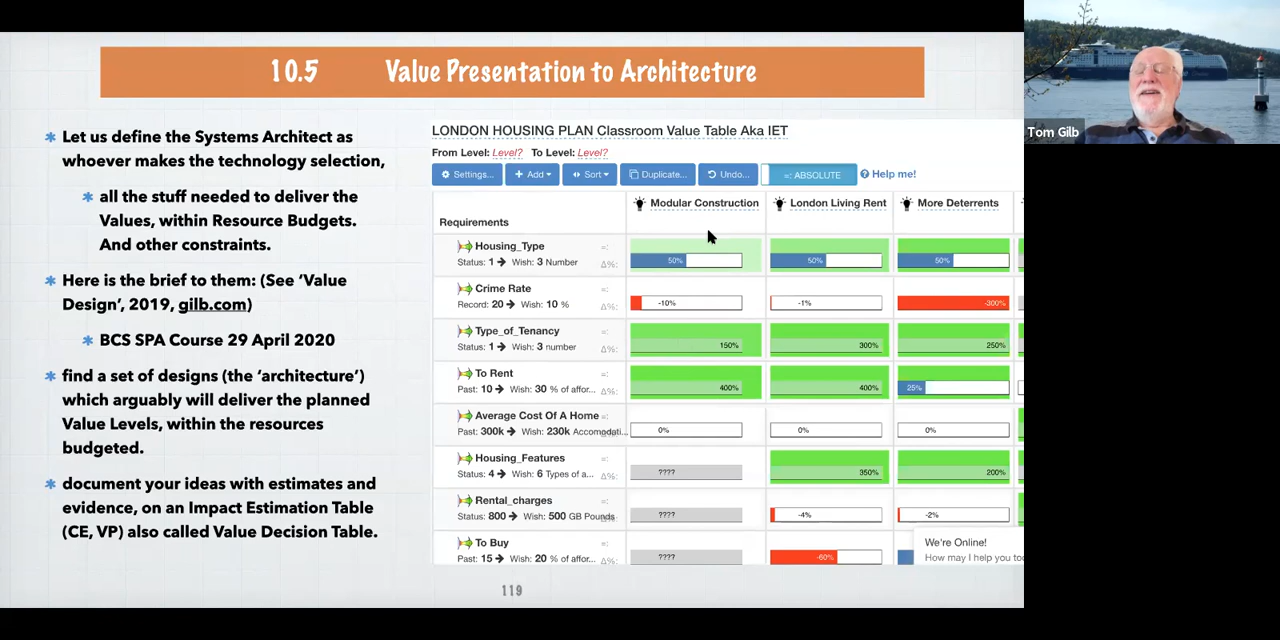 10.5 Value Presentation to Architecture
Let us define the Systems Architect as
whoever makes the technology selection,
all the stuff needed to deliver the
Values, within Resource Budgets.
And other constraints.
Here is the brief to them: (See ‘Value
Design’, 2019, gilb.com)
BCS SPA Course 29 April 2020
find a set of designs (the ‘architecture’)
which arguably will deliver the planned
Value Levels, within the resources
budgeted.
document your ideas with estimates and
evidence, on an Impact Estimation Table
(CE, VP) also called Value Decision Table.
LONDON HOUSING PLAN Classroom Value Table Aka IET
From Level: Level? To Level: Level?
Settings... Add Sort Duplicate... Undo... =: ABSOLUTE Help me!
Requirements Modular Construction London Living Rent More Deterrents
Housing_Type =:
Status: 1 → Wish: 3 Number Δ%: 50% 50% 50%
Crime Rate =:
Record: 20 → Wish: 10 % Δ%: -10% -1% -300%
Type_of_Tenancy =:
Status: 1 → Wish: 3 number Δ%: 150% 300% 250%
To Rent =:
Past: 10 → Wish: 30 % of affor... Δ%: 400% 400% 25%
Average Cost Of A Home =:
Past: 300k → Wish: 230k Accomodati... 0% 0% 0%
Housing_Features =:
Status: 4 → Wish: 6 Types of a... Δ%: ???? 350% 200%
Rental_charges =:
Status: 800 → Wish: 500 GB Pounds ???? -4% -2%
To Buy =:
Past: 15 → Wish: 20 % of affor... Δ%: ???? -60%
We're Online!
How may I help you
119
Tom Gilb